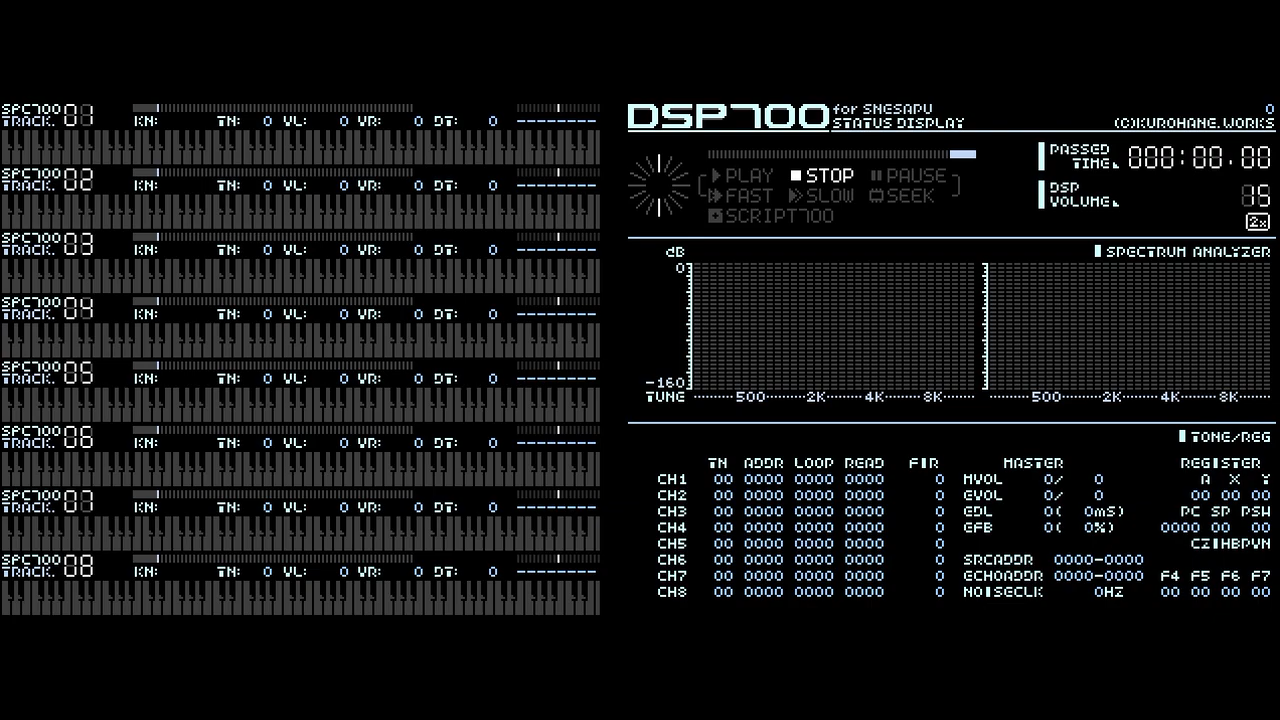 SPC700 01
TRACK.
KN: TN: 0 VL: 0 VR: 0 DT: 0 --------
SPC700 02
TRACK.
KN: TN: 0 VL: 0 VR: 0 DT: 0 --------
SPC700 03
TRACK.
KN: TN: 0 VL: 0 VR: 0 DT: 0 --------
SPC700 04
TRACK.
KN: TN: 0 VL: 0 VR: 0 DT: 0 --------
SPC700 05
TRACK.
KN: TN: 0 VL: 0 VR: 0 DT: 0 --------
SPC700 06
TRACK.
KN: TN: 0 VL: 0 VR: 0 DT: 0 --------
SPC700 07
TRACK.
KN: TN: 0 VL: 0 VR: 0 DT: 0 --------
SPC700 08
TRACK.
KN: TN: 0 VL: 0 VR: 0 DT: 0 --------
DSP700 for SNESAPU 0
STATUS DISPLAY (C)KUROHANE.WORKS
PLAY STOP PAUSE
FAST SLOW SEEK
SCRIPT700
PASSED TIME 000:00.00
DSP VOLUME 15
2x
SPECTRUM ANALYZER
dB
0
-160
TUNE 500 2K 4K 8K 500 2K 4K 8K
TONE/REG
TN ADDR LOOP READ FIR MASTER REGISTER
CH1 00 0000 0000 0000 0 MVOL 0/ 0 A X Y
CH2 00 0000 0000 0000 0 EVOL 0/ 0 00 00 00
CH3 00 0000 0000 0000 0 EDL 0( 0mS) PC SP PSW
CH4 00 0000 0000 0000 0 EFB 0( 0%) 0000 00 00
CH5 00 0000 0000 0000 0 CZIHBPVN
CH6 00 0000 0000 0000 0 SRCADDR 0000-0000
CH7 00 0000 0000 0000 0 ECHOADDR 0000-0000 F4 F5 F6 F7
CH8 00 0000 0000 0000 0 NOISECLK 0HZ 00 00 00 00